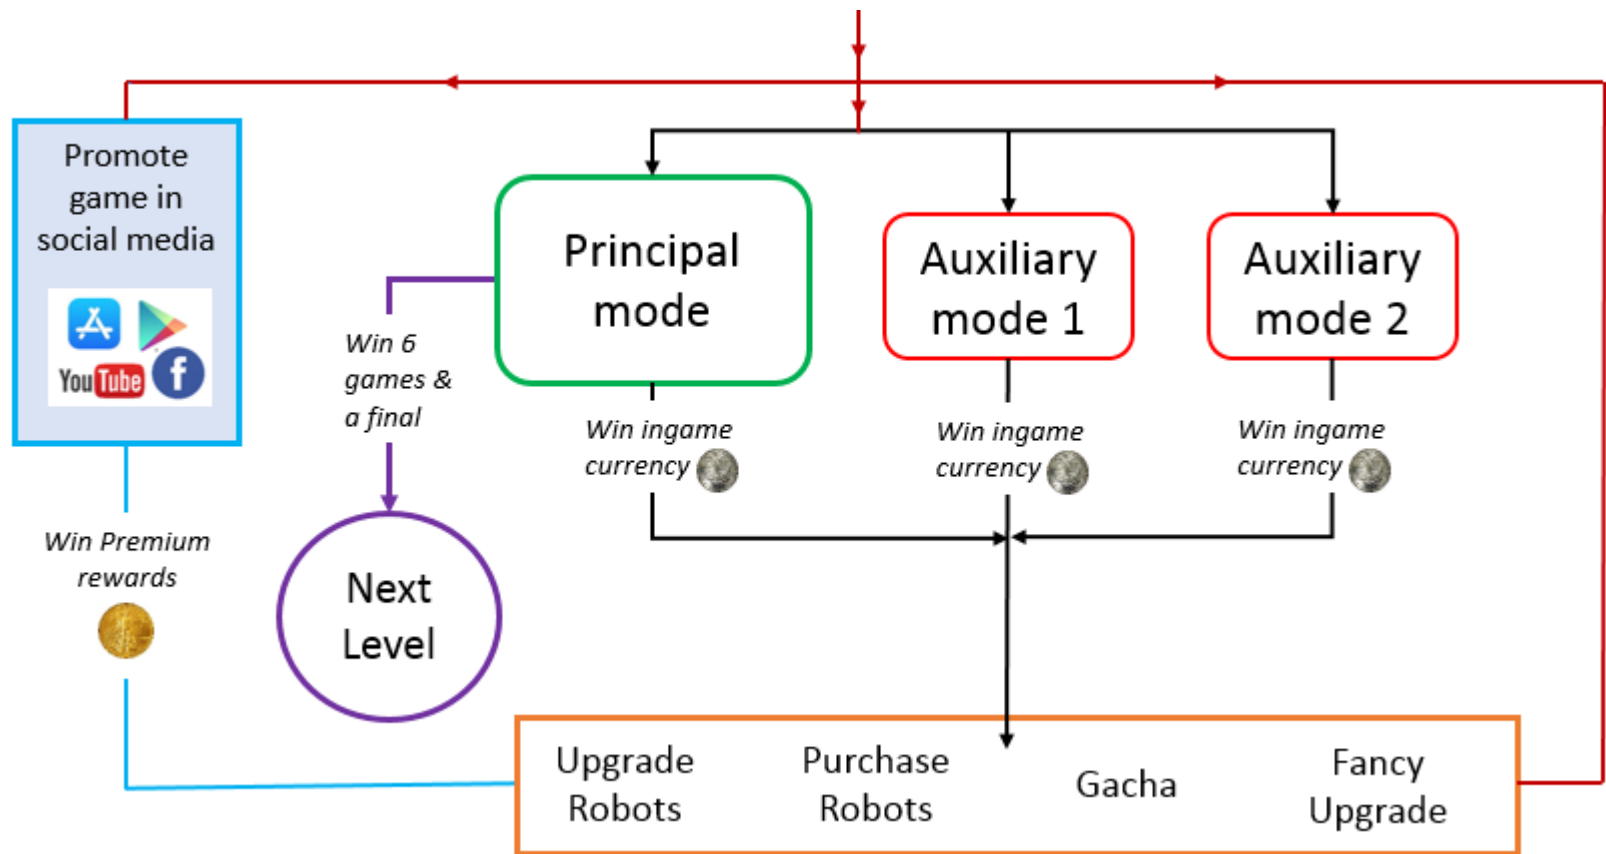 Promote
game in
social media
YouTube
f
Principal
mode
Auxiliary
mode 1
Auxiliary
mode 2
Win 6
games &
a final
Win ingame
currency
Win ingame
currency
Win ingame
currency
Win Premium
rewards
Next
Level
Upgrade
Robots
Purchase
Robots
Gacha
Fancy
Upgrade